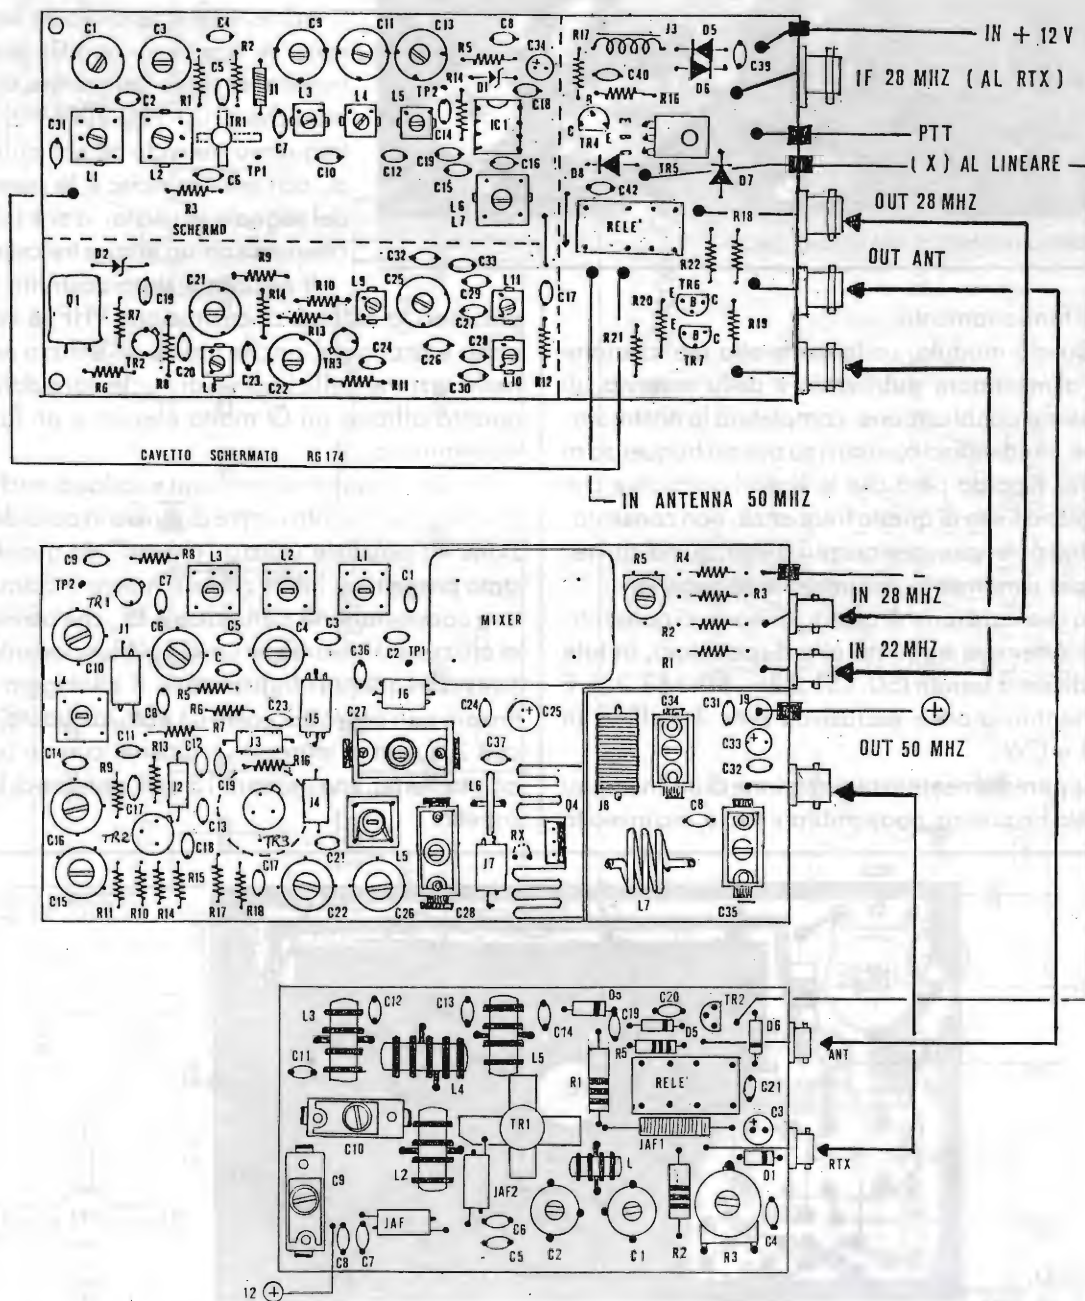 C1 C3 C4 C9 C11 C13 C8
R2 R5 C34 R17 J3 D5
IN + 12 V
C5 J1 R14 D1 C40 C39
IF 28 MHZ ( AL RTX )
C2 R1 L3 L4 L5 TP2 C18 R16 D6
C31 TR1 C14 IC1 B C E TR4 E B C
PTT
C7 C10 C12 C19 C16 D8 TR5 D7
( X ) AL LINEARE
L1 L2 C6 TP1 C15 C42
R3 L6 L7 RELE' R18
OUT 28 MHZ
SCHERMO
OUT ANT
D2 R9 C32 C33 R22
Q1 C21 R10 C25 L11 TR6
C19 R14 L9 C29 C17 R20 B C
R7 R13 C27 E R19
TR2 C20 TR3 C24 C26 C28 R21 B C
R6 R8 C23 C22 R11 C30 L10 R12 TR7
CAVETTO SCHERMATO RG 174
IN ANTENNA 50 MHZ
C9 R8 L3 L2 L1 R4
TP2 C7 R5
IN 28 MHZ
TR1 J1 C6 C5 C4 C3 MIXER R3
C10 C36 C2 TP1 R2
IN 22 MHZ
L4 C R5 J6 R1
C8 R6 C23 J5 C27 C24 C25 C34 C31 J9
C11 R7 J3 C33
OUT 50 MHZ
C14 R9 R13 C12 R16 C37 C32
J2 C19 J4 L6 Q4 J8 C8
C17 C13
C16 TR2 C18 TR3 C21 L5 RX
C15 R15 C17 J7 L7
R11 R10 R14 R17 R18 C22 C26 C28 C35
L3 C12 C13 D5 C20 TR2 D6
C14 C19 D5
C11 L5 R5 ANT
L4 R1 RELE' C21
TR1 C3
C10 JAF1
L2 L RTX
C9 JAF2 D1
JAF C6
C8 C7 C5 C2 C1 R2 R3 C4
12 +